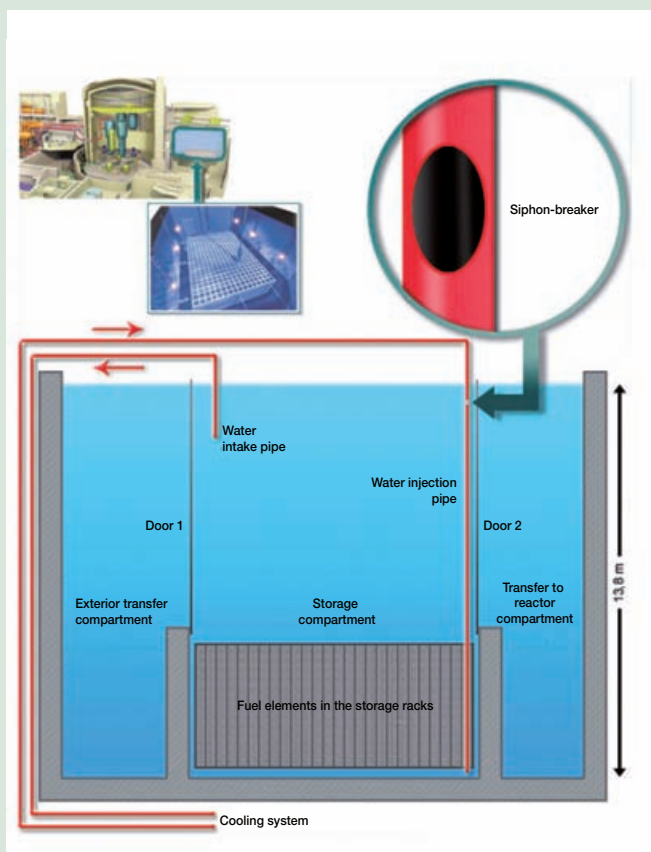 Siphon-breaker
Water
intake pipe
Water injection
pipe
Door 1
Door 2
13,8 m
Exterior transfer
compartment
Storage
compartment
Transfer to
reactor
compartment
Fuel elements in the storage racks
Cooling system